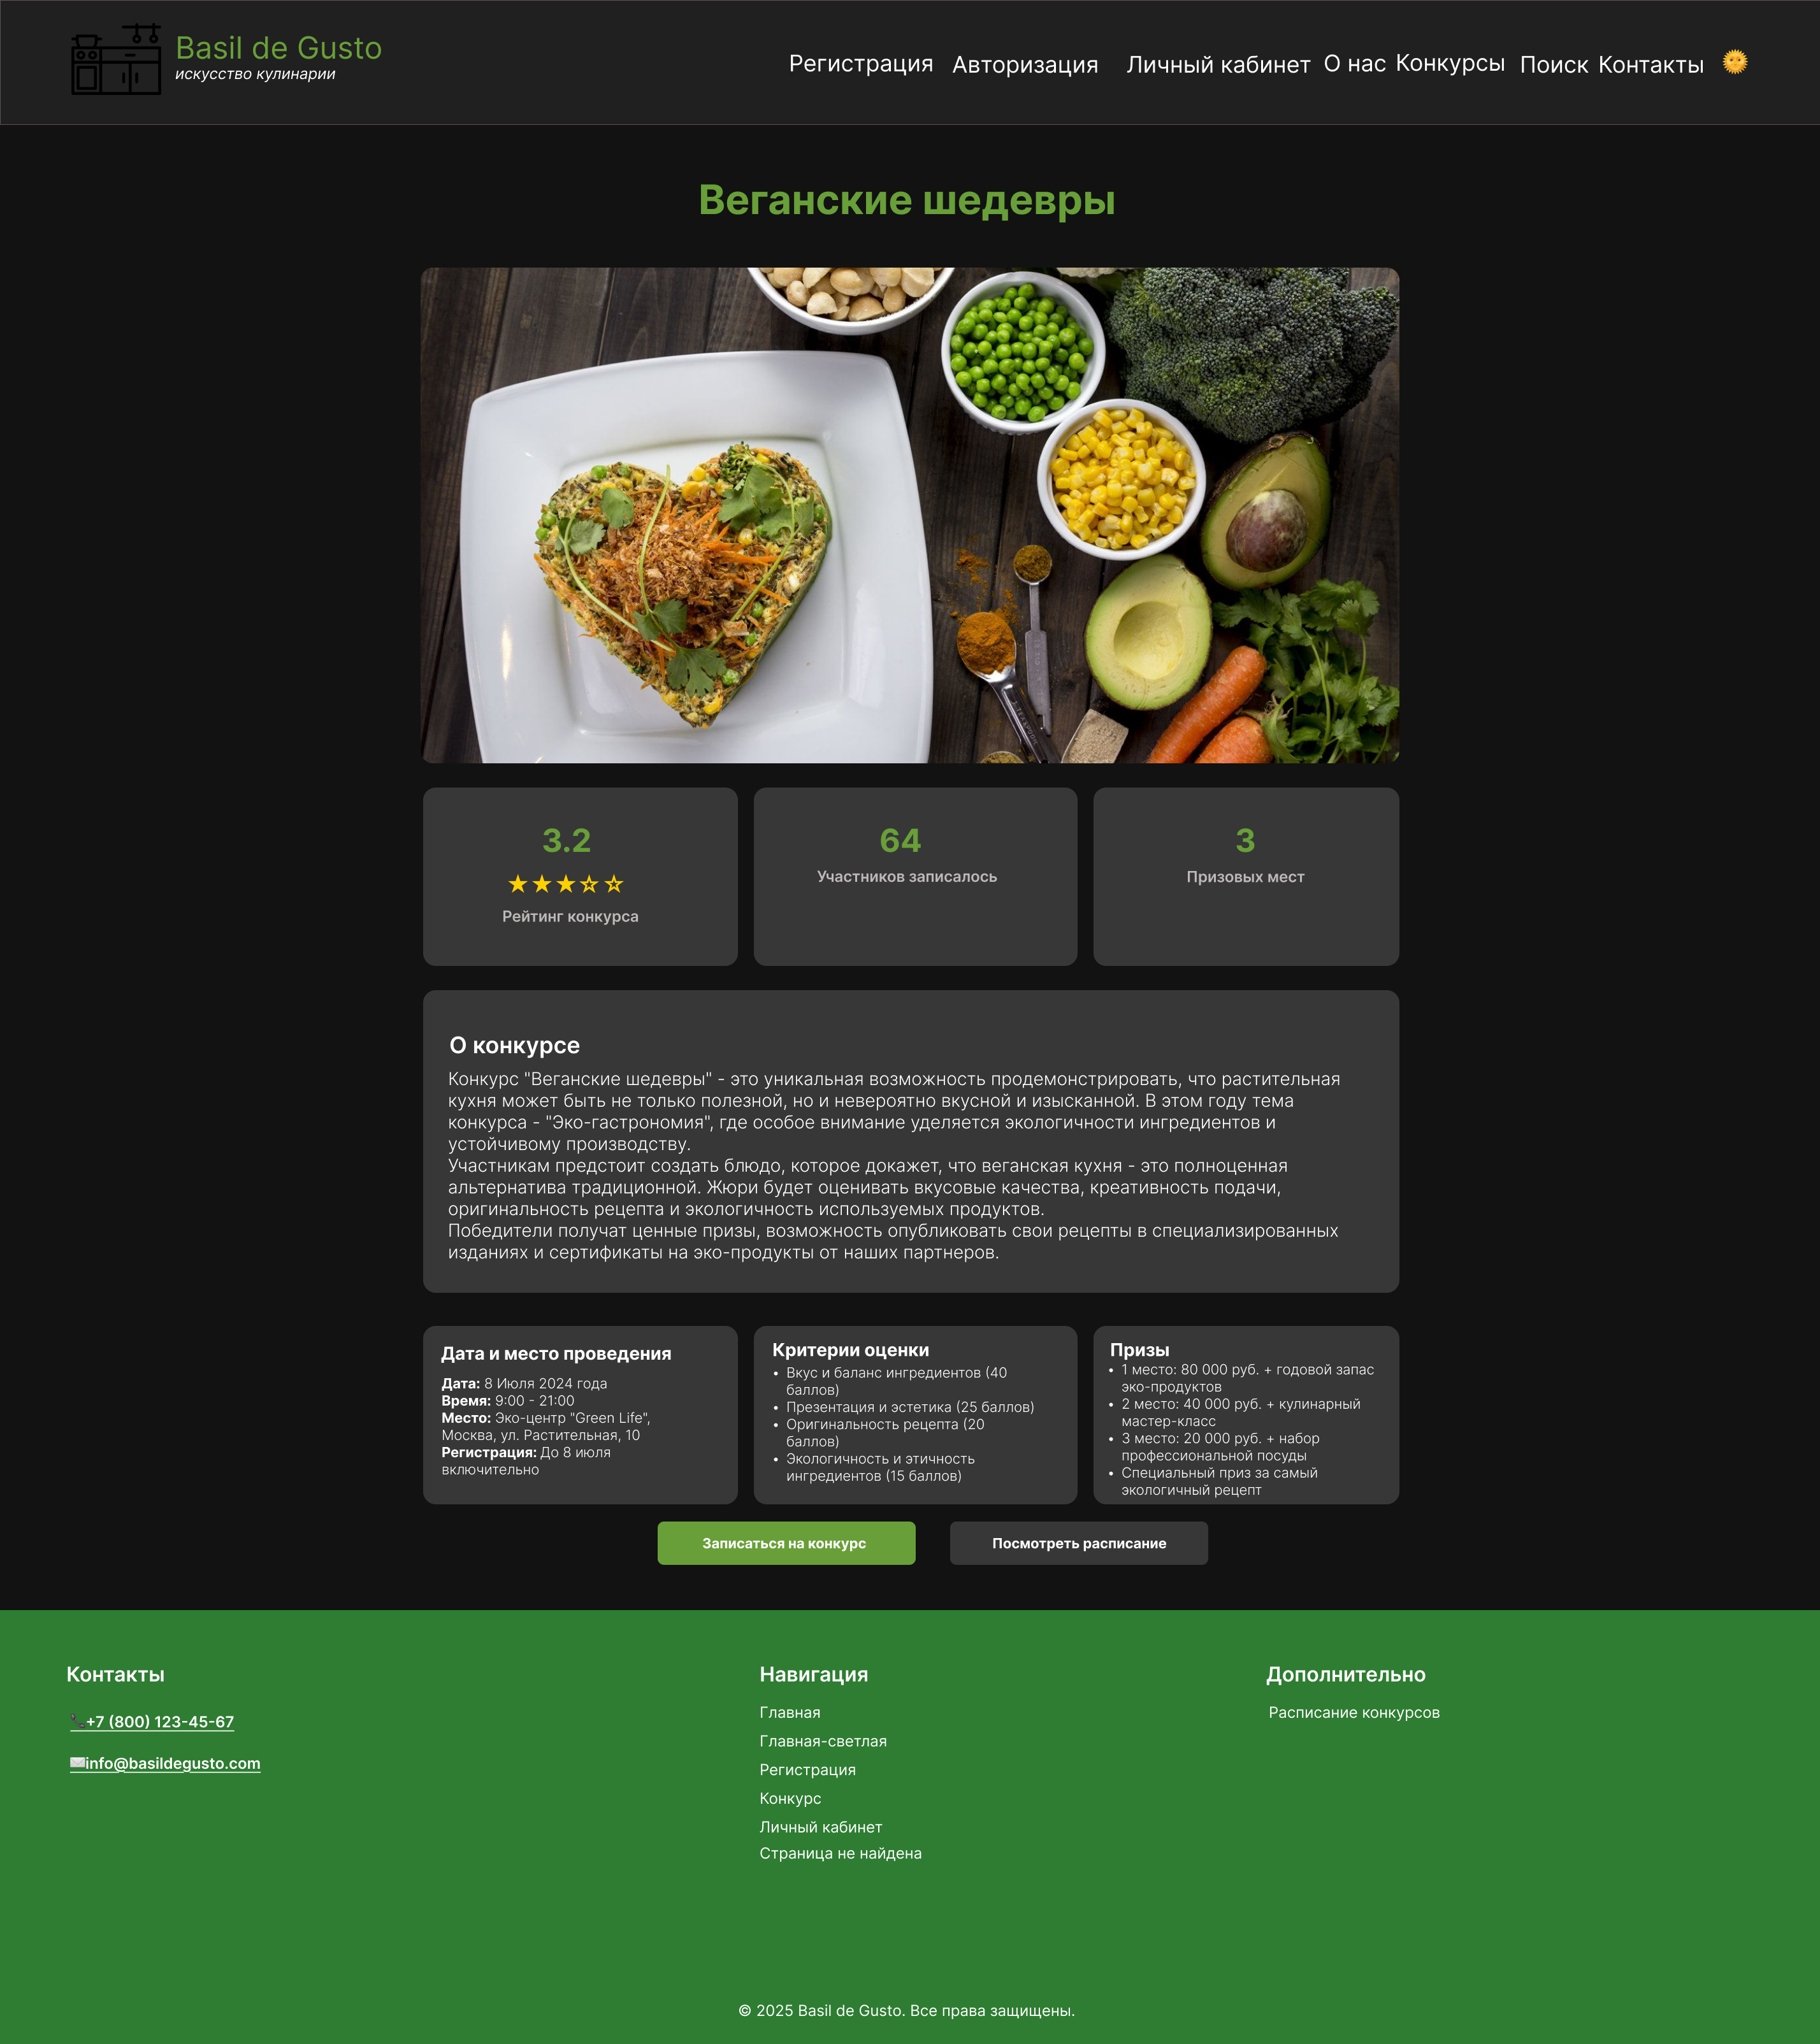 Basil de Gusto
искусство кулинарии
Регистрация Авторизация Личный кабинет О нас Конкурсы Поиск Контакты
Веганские шедевры
3.2
★★★☆☆
Рейтинг конкурса
64
Участников записалось
3
Призовых мест
О конкурсе
Конкурс "Веганские шедевры" - это уникальная возможность продемонстрировать, что растительная
кухня может быть не только полезной, но и невероятно вкусной и изысканной. В этом году тема
конкурса - "Эко-гастрономия", где особое внимание уделяется экологичности ингредиентов и
устойчивому производству.
Участникам предстоит создать блюдо, которое докажет, что веганская кухня - это полноценная
альтернатива традиционной. Жюри будет оценивать вкусовые качества, креативность подачи,
оригинальность рецепта и экологичность используемых продуктов.
Победители получат ценные призы, возможность опубликовать свои рецепты в специализированных
изданиях и сертификаты на эко-продукты от наших партнеров.
Дата и место проведения
Дата: 8 Июля 2024 года
Время: 9:00 - 21:00
Место: Эко-центр "Green Life",
Москва, ул. Растительная, 10
Регистрация: До 8 июля
включительно
Критерии оценки
• Вкус и баланс ингредиентов (40
баллов)
• Презентация и эстетика (25 баллов)
• Оригинальность рецепта (20
баллов)
• Экологичность и этичность
ингредиентов (15 баллов)
Призы
• 1 место: 80 000 руб. + годовой запас
эко-продуктов
• 2 место: 40 000 руб. + кулинарный
мастер-класс
• 3 место: 20 000 руб. + набор
профессиональной посуды
• Специальный приз за самый
экологичный рецепт
Записаться на конкурс
Посмотреть расписание
Контакты
+7 (800) 123-45-67
info@basildegusto.com
Навигация
Главная
Главная-светлая
Регистрация
Конкурс
Личный кабинет
Страница не найдена
Дополнительно
Расписание конкурсов
© 2025 Basil de Gusto. Все права защищены.